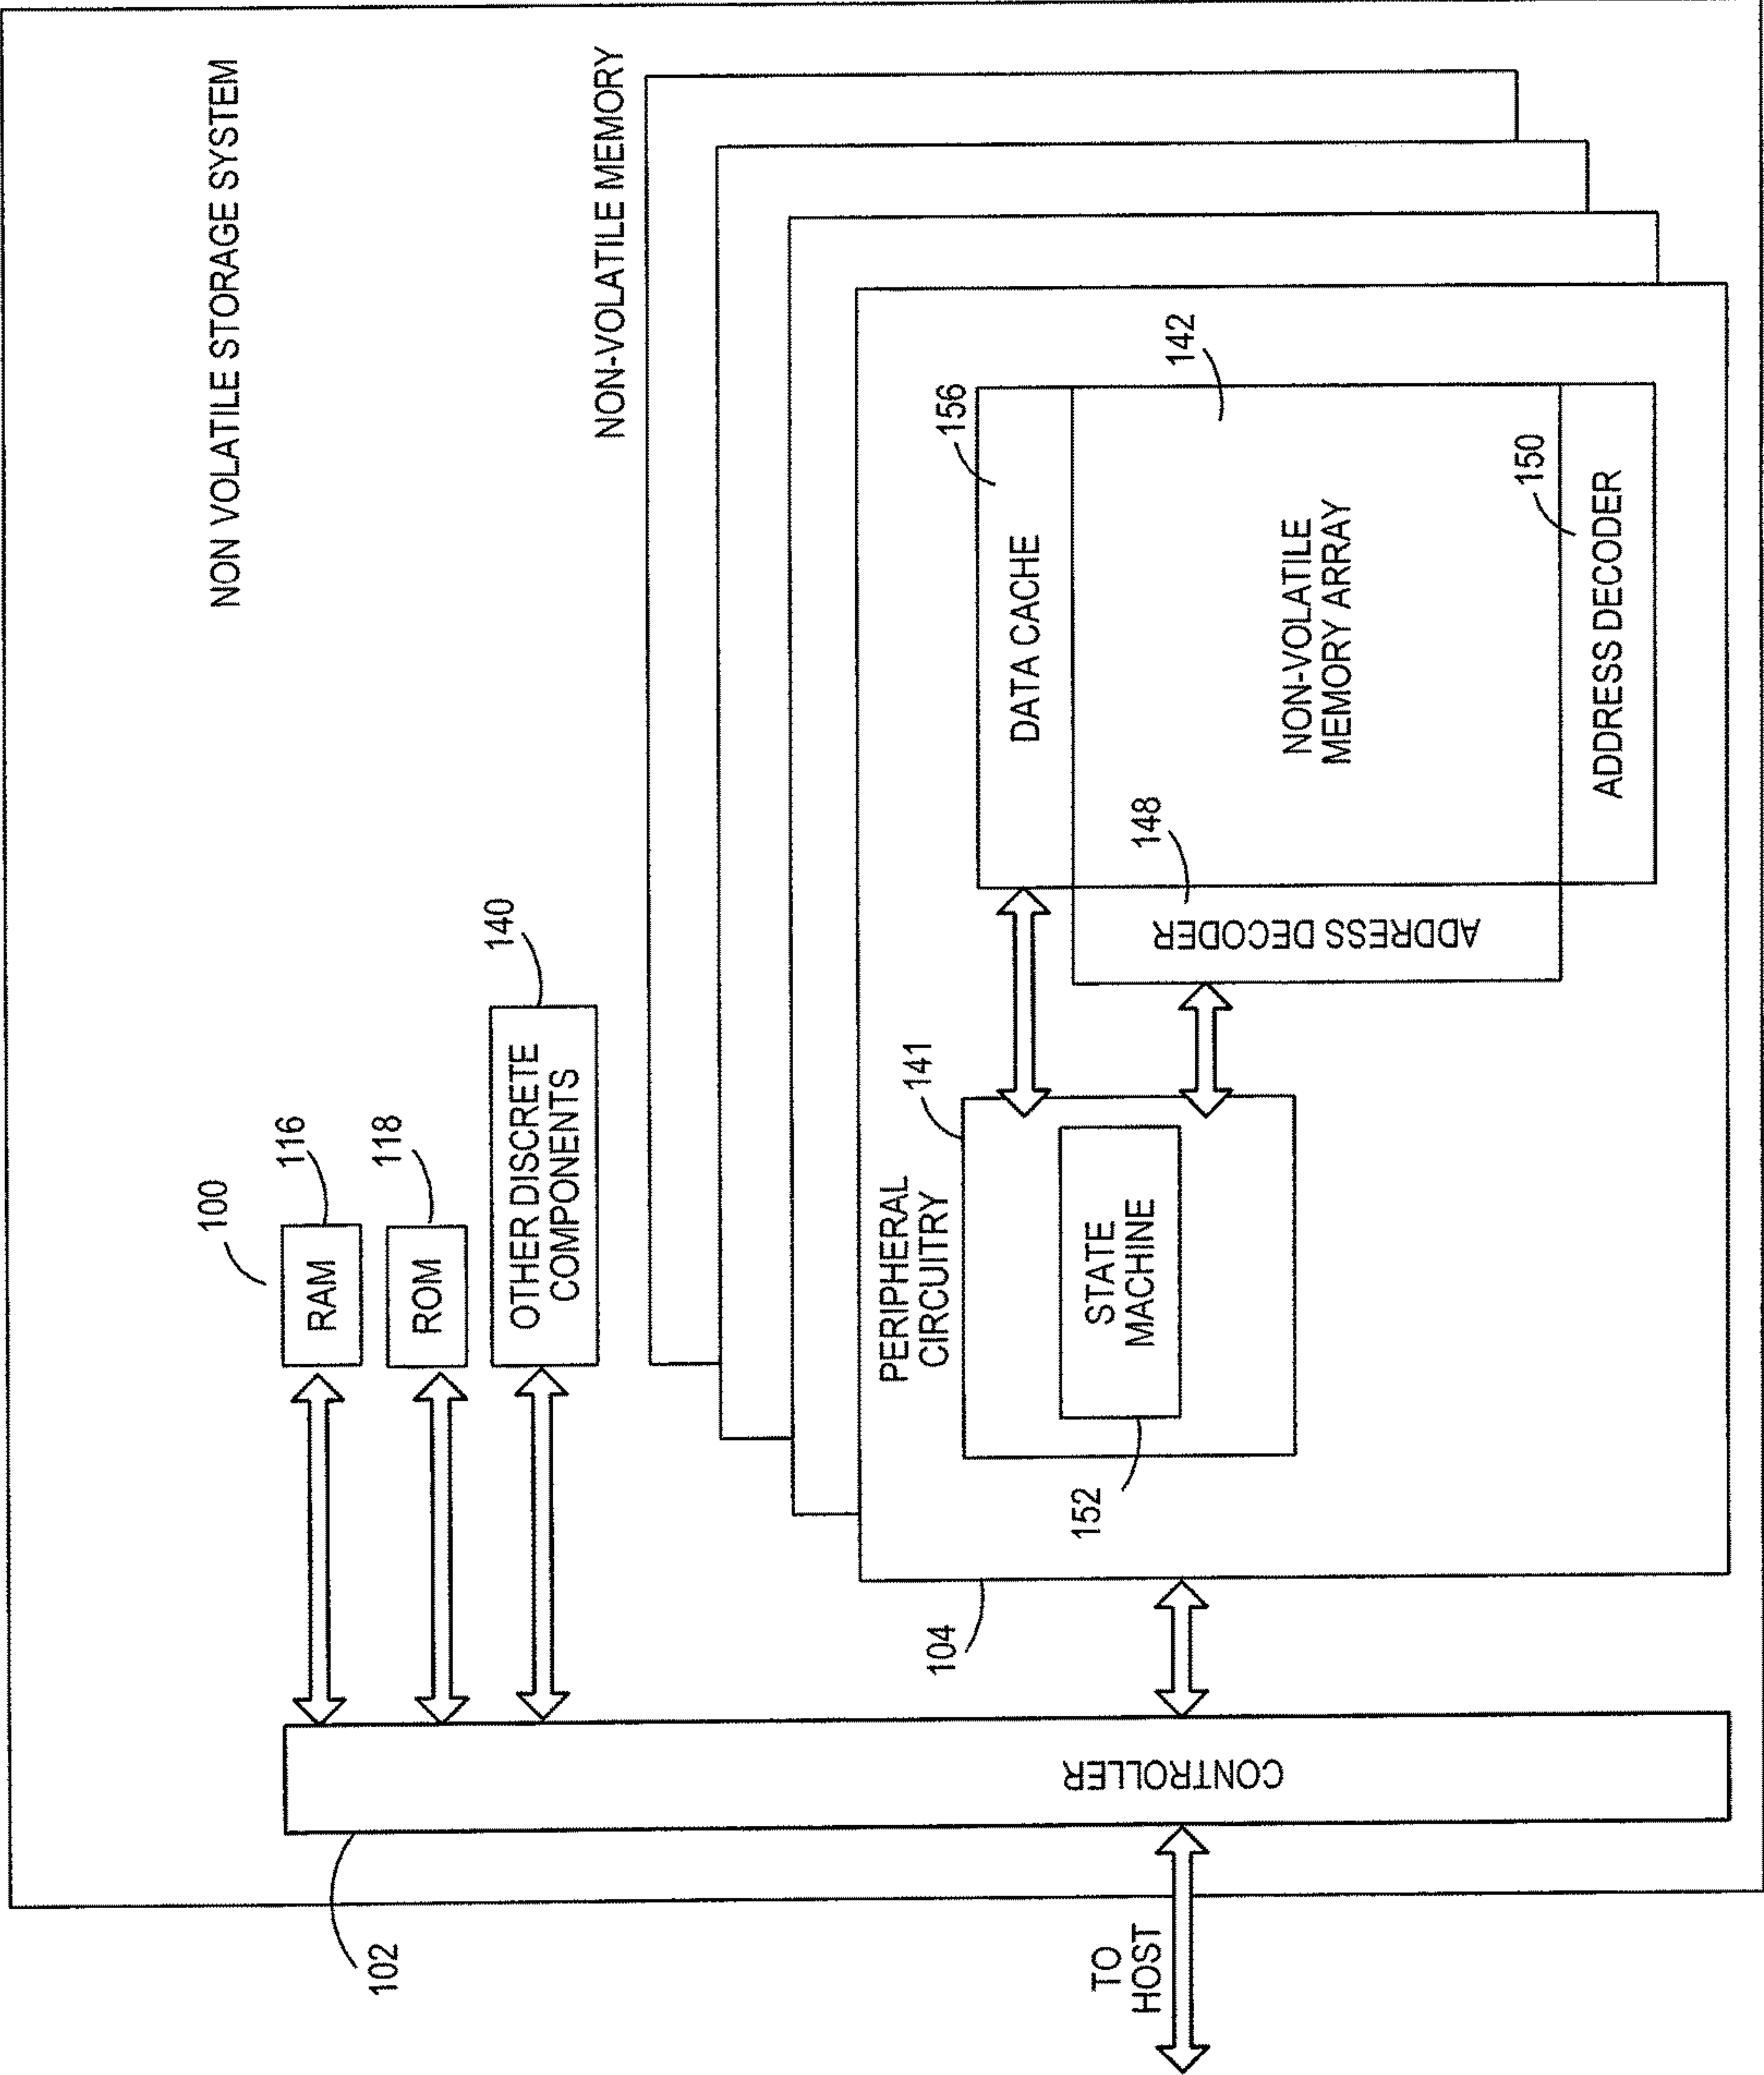 NON VOLATILE STORAGE SYSTEM
100
116
RAM
118
ROM
140
OTHER DISCRETE
COMPONENTS
NON-VOLATILE MEMORY
102
CONTROLLER
TO
HOST
104
PERIPHERAL
CIRCUITRY
141
STATE
MACHINE
152
156
DATA CACHE
142
NON-VOLATILE
MEMORY ARRAY
148
ADDRESS DECODER
150
ADDRESS DECODER